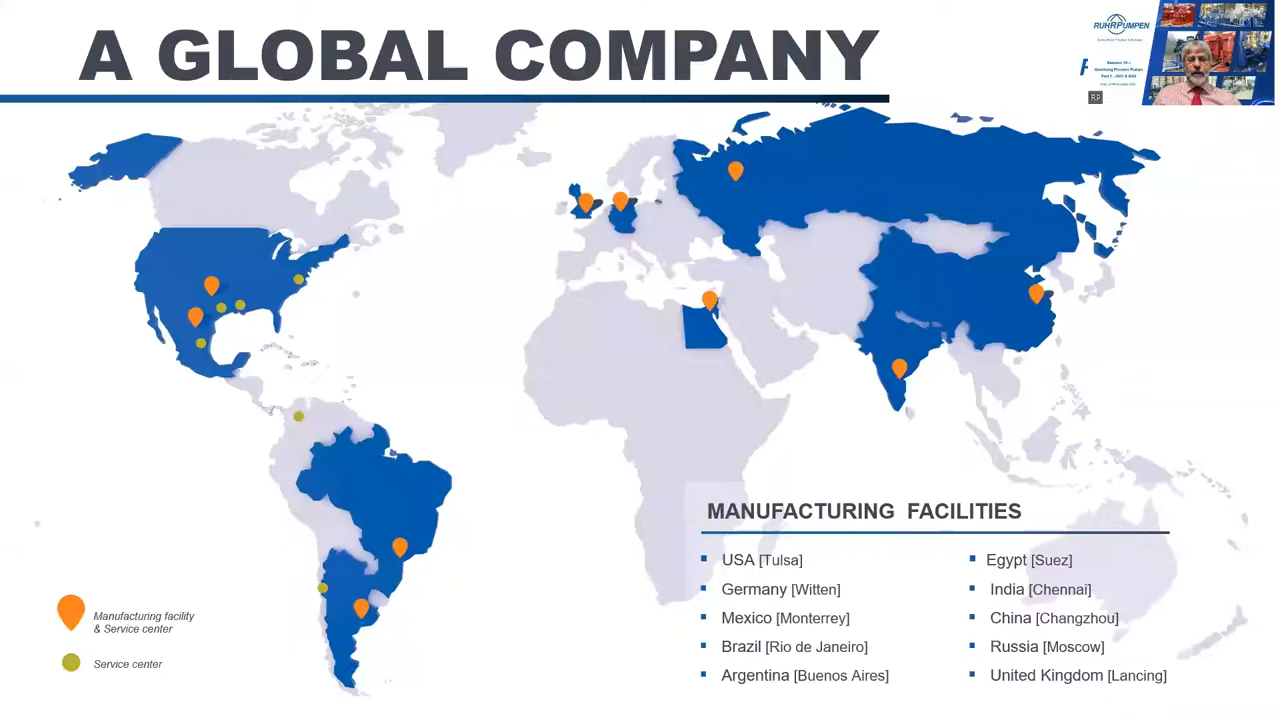 A GLOBAL COMPANY
RUHRPUMPEN
RP
MANUFACTURING FACILITIES
USA [Tulsa]
Germany [Witten]
Mexico [Monterrey]
Brazil [Rio de Janeiro]
Argentina [Buenos Aires]
Egypt [Suez]
India [Chennai]
China [Changzhou]
Russia [Moscow]
United Kingdom [Lancing]
Manufacturing facility
& Service center
Service center